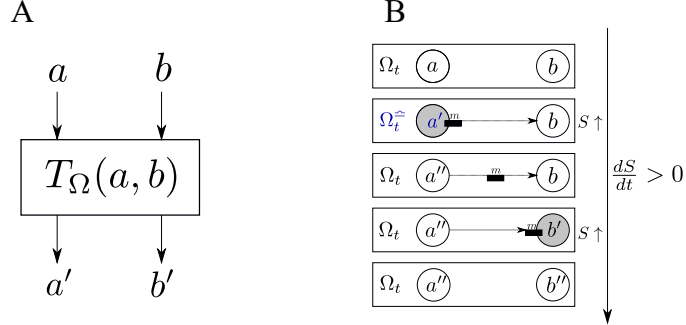 A
a b
T_Ω(a, b)
a′ b′
B
Ω_t a b
Ω_t^≏ a′ m b S ↑
Ω_t a′′ m b
Ω_t a′′ m b′ S ↑
Ω_t a′′ b′′
dS/dt > 0